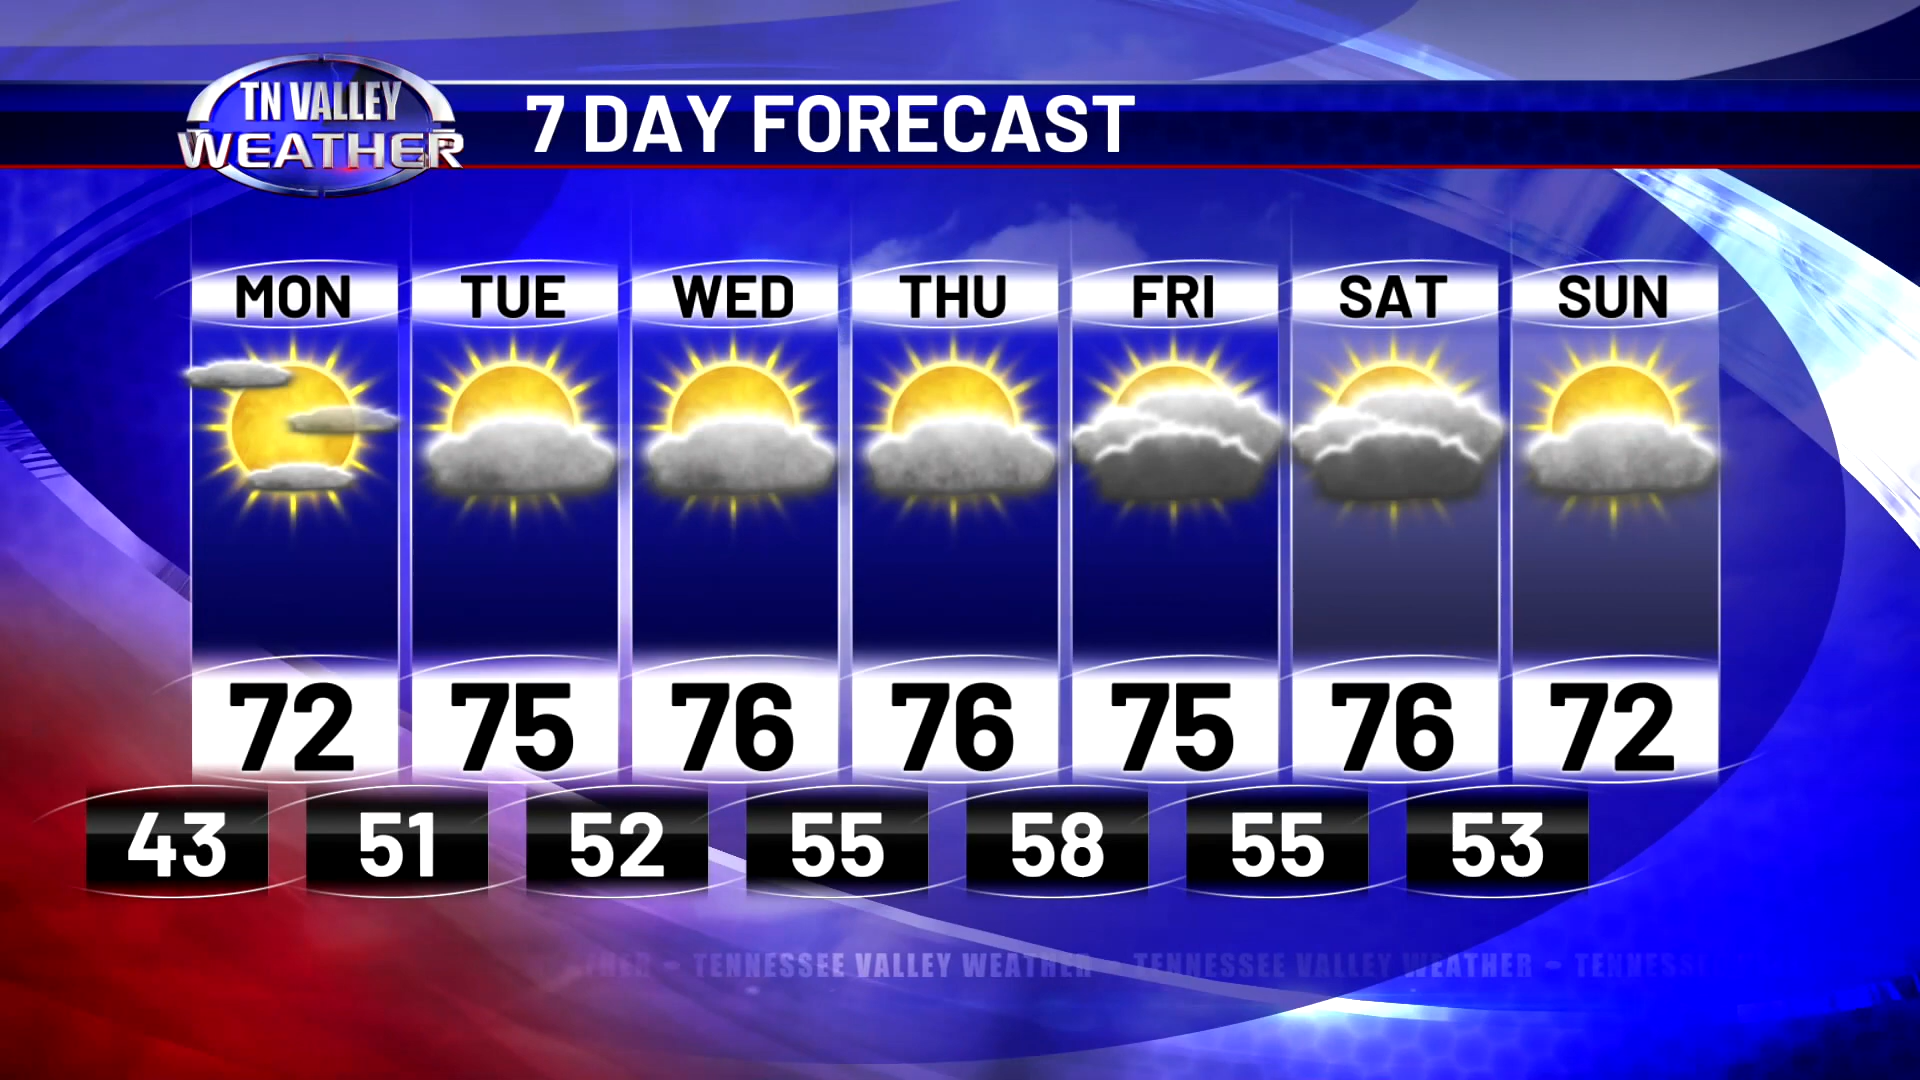 TN VALLEY
WEATHER
7 DAY FORECAST
MON TUE WED THU FRI SAT SUN
72 75 76 76 75 76 72
43 51 52 55 58 55 53
- TENNESSEE VALLEY WEATHER - TENNESSEE VALLEY WEATHER -